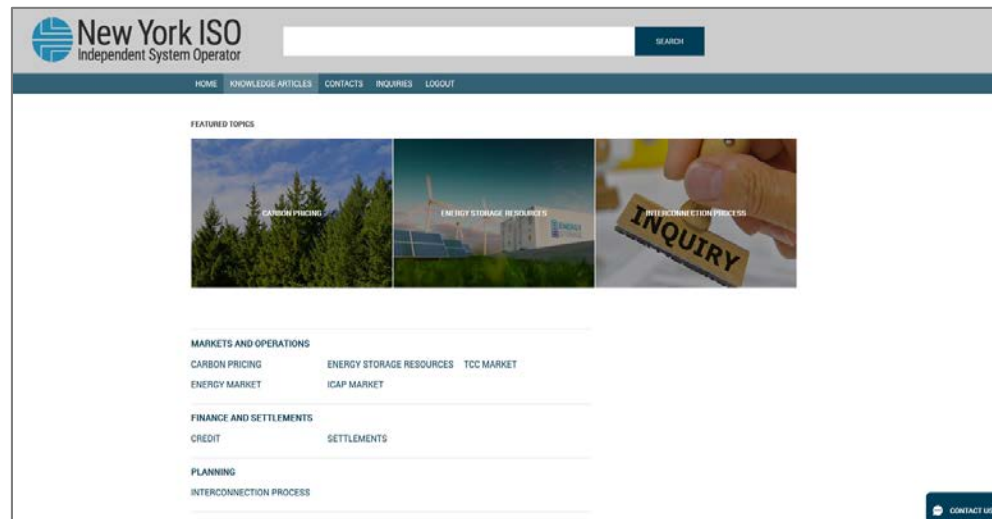 New York ISO
Independent System Operator
SEARCH
HOME KNOWLEDGE ARTICLES CONTACTS INQUIRIES LOGOUT
FEATURED TOPICS
CARBON PRICING ENERGY STORAGE RESOURCES INTERCONNECTION PROCESS
ENERGY
INQUIRY
MARKETS AND OPERATIONS
CARBON PRICING ENERGY STORAGE RESOURCES TCC MARKET
ENERGY MARKET ICAP MARKET
FINANCE AND SETTLEMENTS
CREDIT SETTLEMENTS
PLANNING
INTERCONNECTION PROCESS
CONTACT US